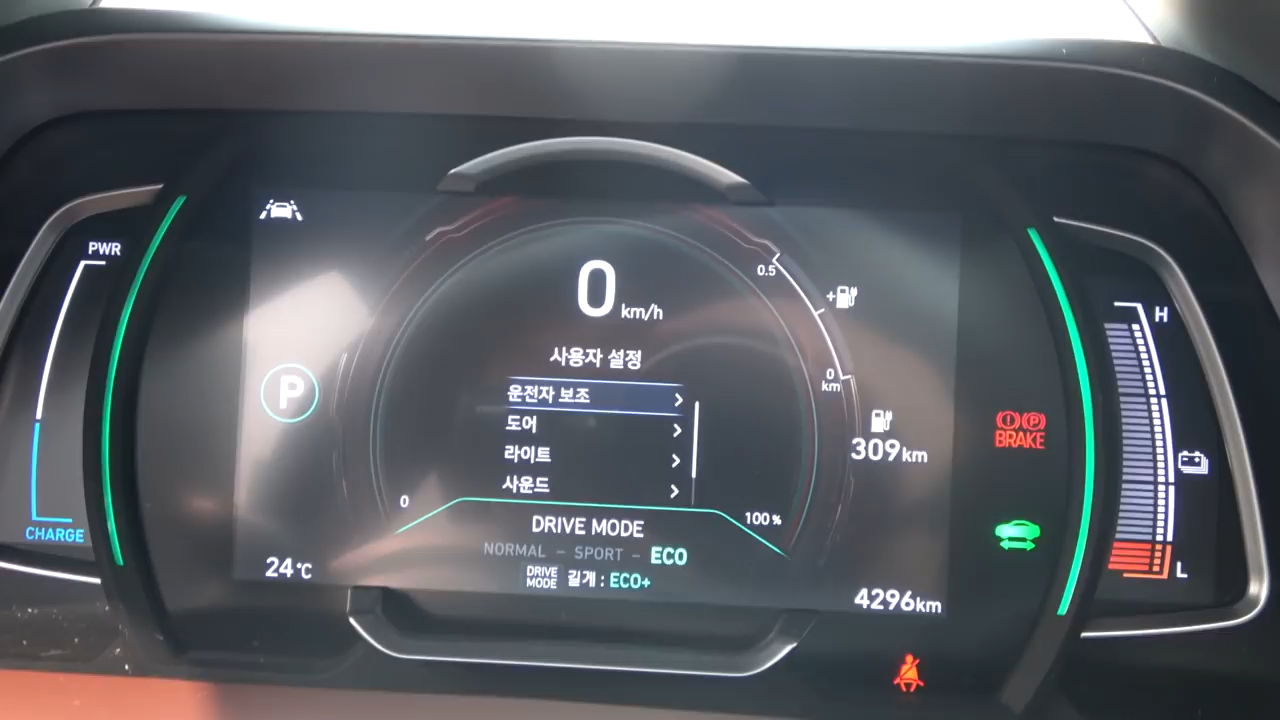 PWR
CHARGE
P
24°C
0 km/h
사용자 설정
운전자 보조
도어
라이트
사운드
0
100 %
DRIVE MODE
NORMAL - SPORT - ECO
DRIVE MODE 길게 : ECO+
0.5
+
0
km
309km
4296km
P
BRAKE
H
L